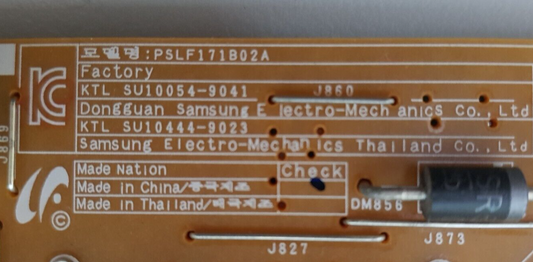 모델명:PSLF171B02A
Factory
KTL SU10054-9041
J860
Dongguan Samsung Electro-Mechanics Co., Ltd
KTL SU10444-9023
Samsung Electro-Mechanics Thailand Co., Ltd
J869
Made Nation
Check
Made in China/중국제조
Made in Thailand/태국제조
DM856
SR
J827
J873
©